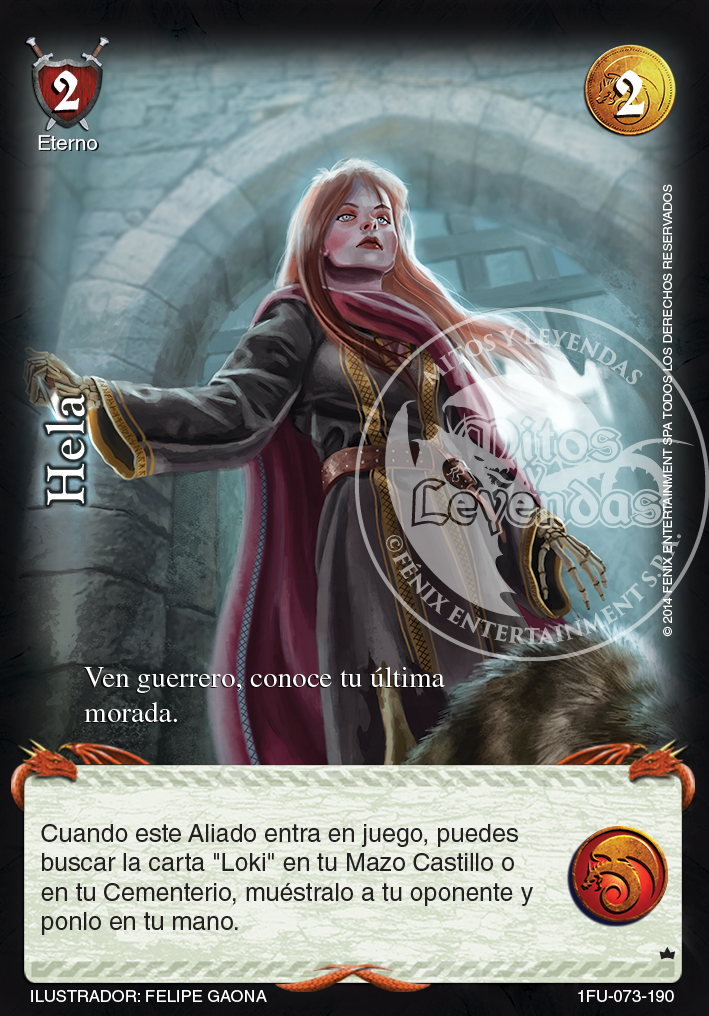 2
2
Eterno
Hela
© 2014 FÉNIX ENTERTAINMENT SPA TODOS LOS DERECHOS RESERVADOS
MITOS Y LEYENDAS
Mitos
y
Leyendas
©FÉNIX ENTERTAINMENT S.P.A.
Ven guerrero, conoce tu última
morada.
Cuando este Aliado entra en juego, puedes
buscar la carta "Loki" en tu Mazo Castillo o
en tu Cementerio, muéstralo a tu oponente y
ponlo en tu mano.
ILUSTRADOR: FELIPE GAONA
1FU-073-190